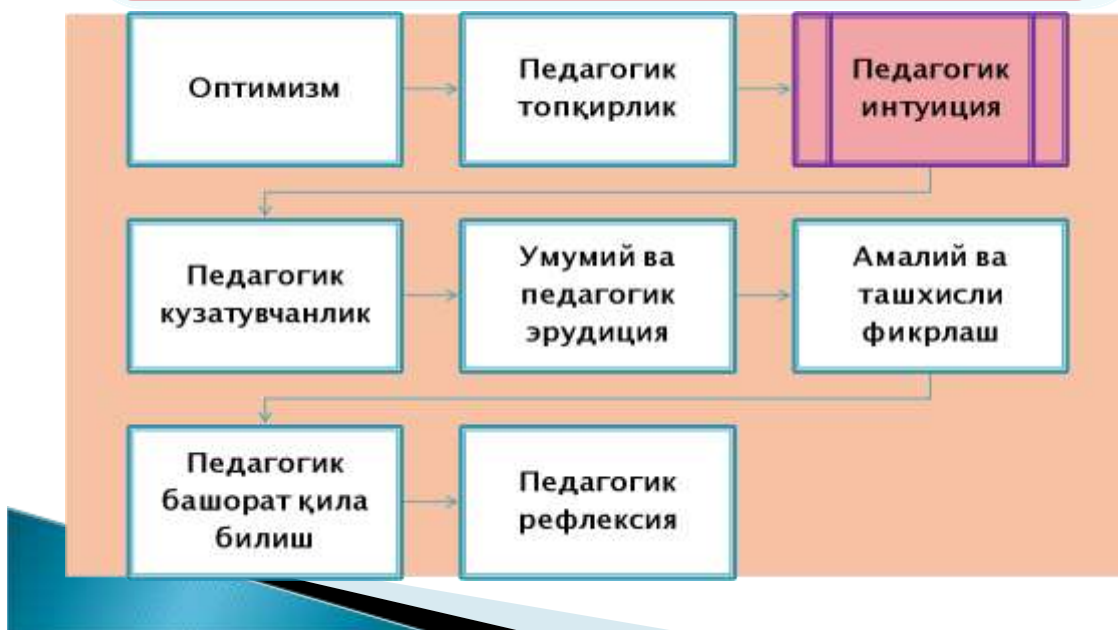 Оптимизм
Педагогик
топқирлик
Педагогик
интуиция
Педагогик
кузатувчанлик
Умумий ва
педагогик
эрудиция
Амалий ва
ташхисли
фикрлаш
Педагогик
башорат қила
билиш
Педагогик
рефлексия